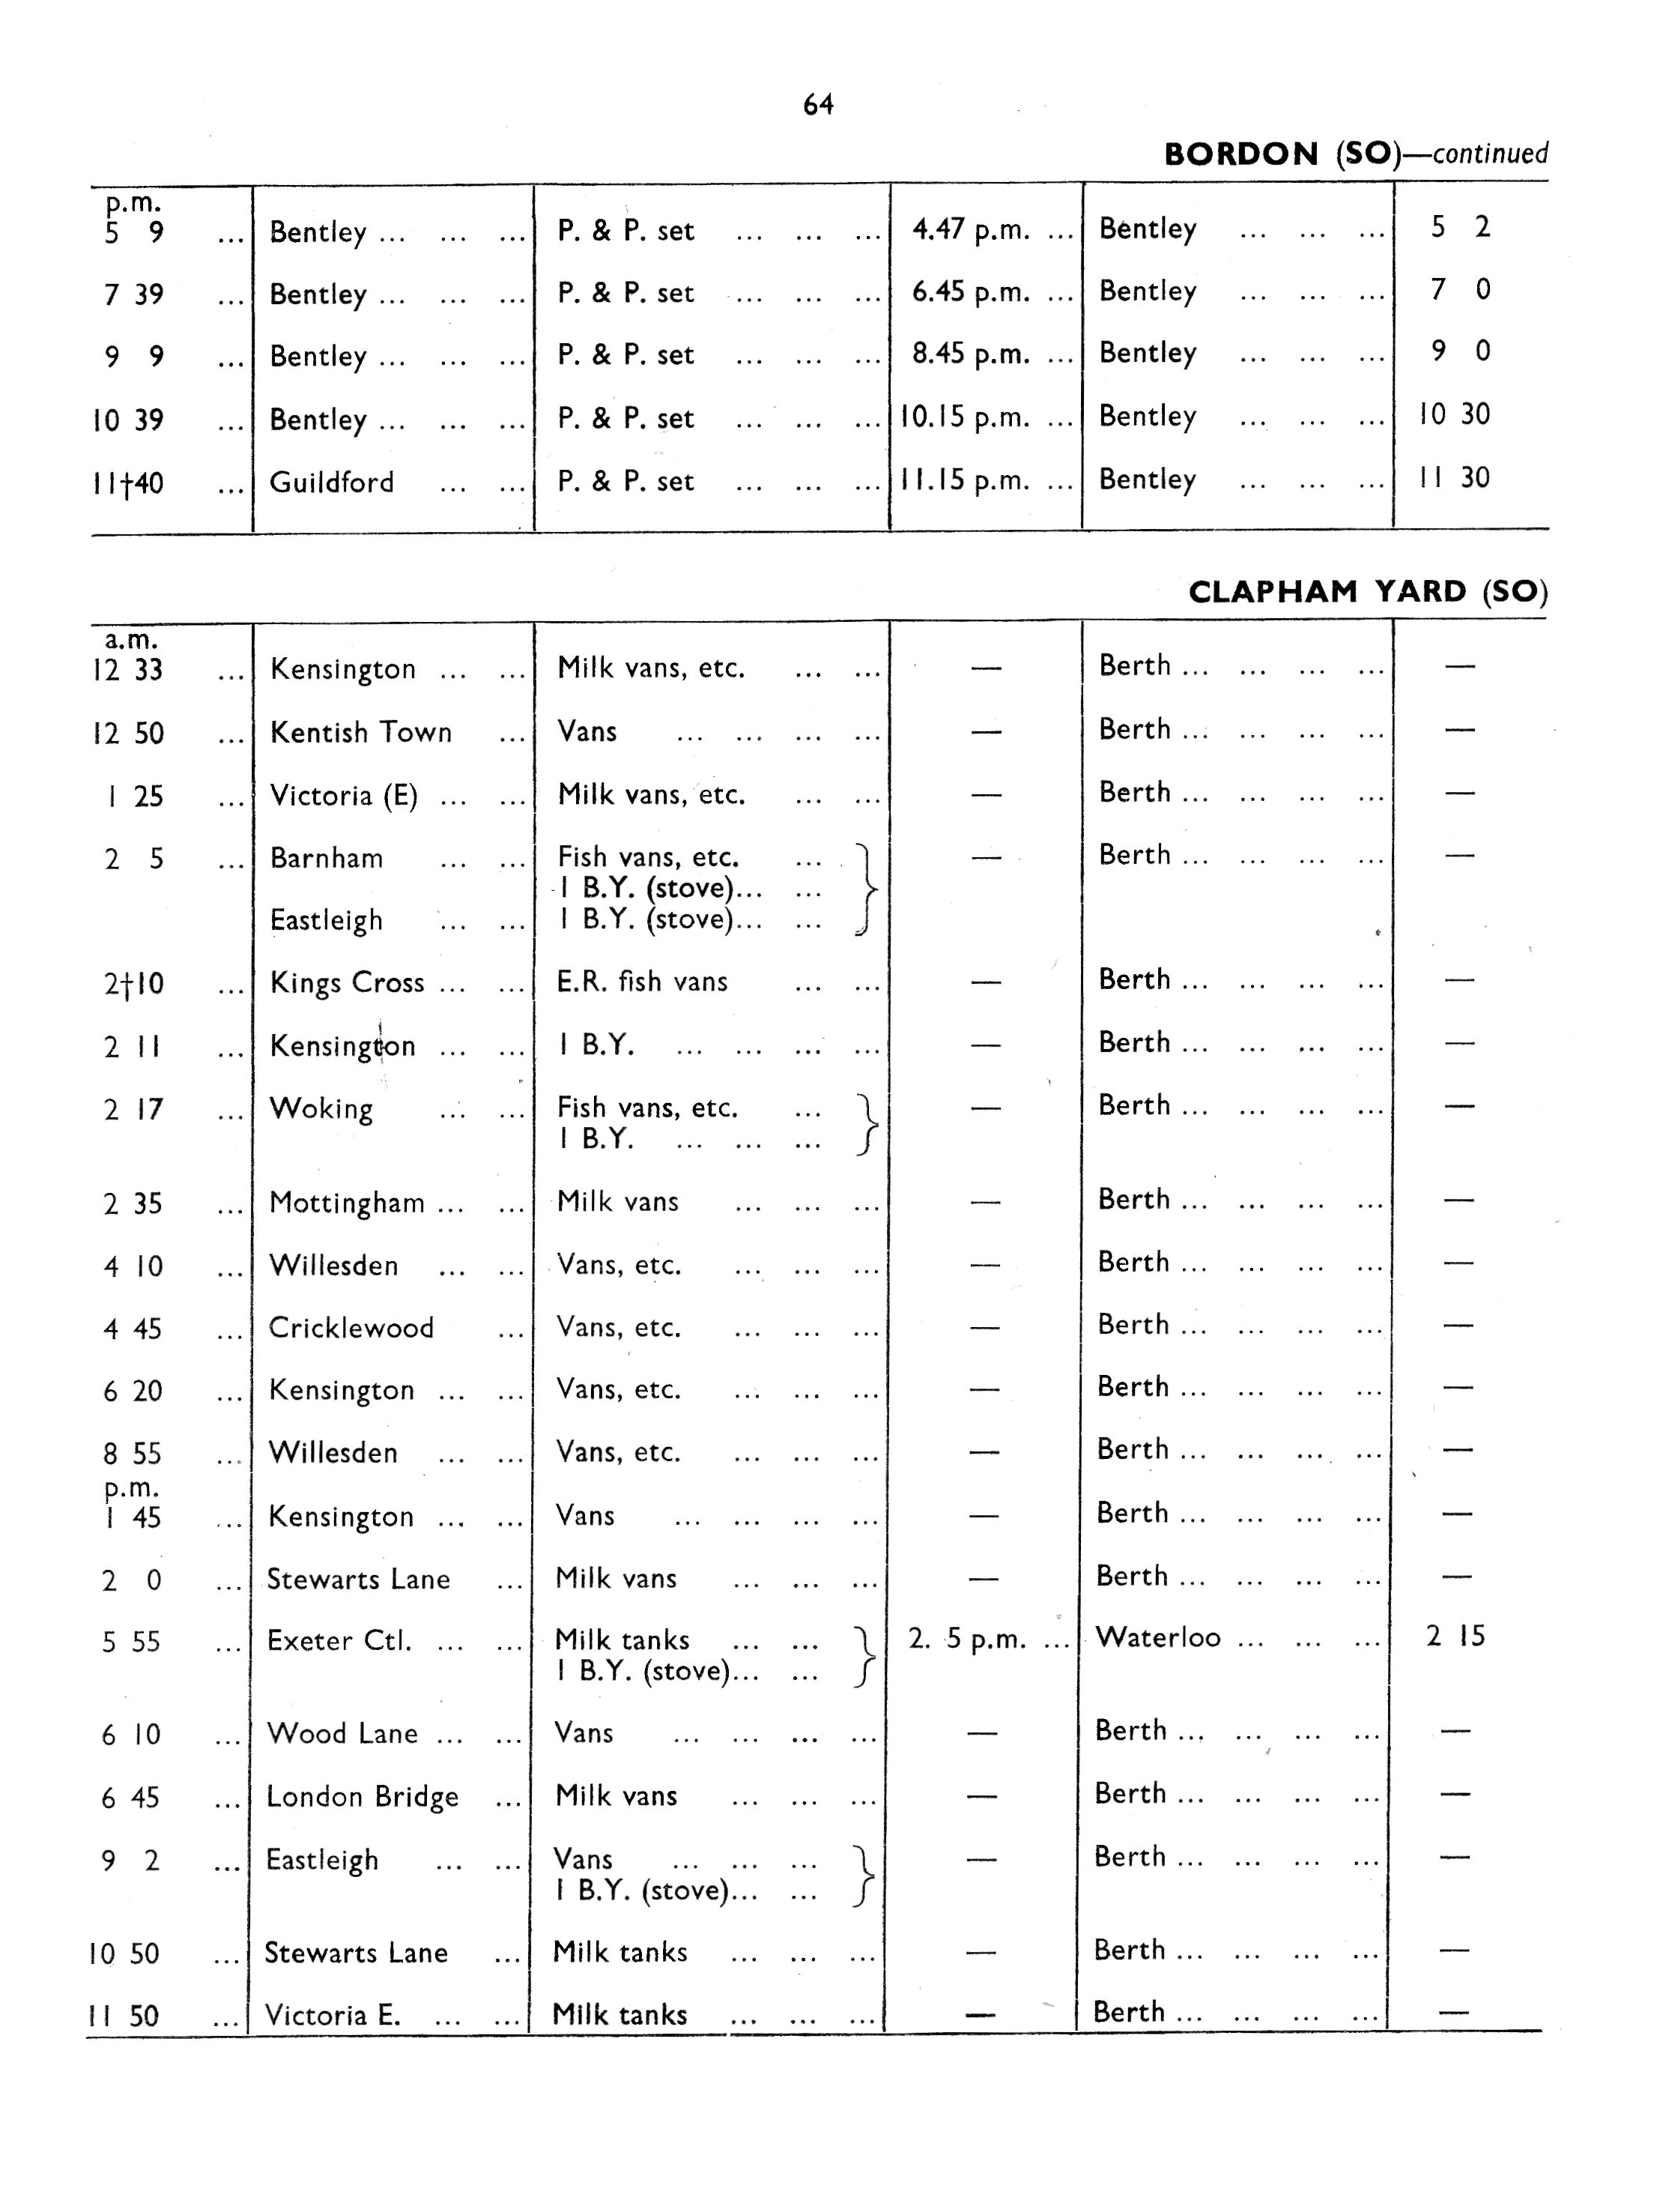 64
BORDON (SO)—continued
p.m.
5 9 ... Bentley ... ... ... P. & P. set ... ... ... 4.47 p.m. ... Bentley ... ... ... 5 2
7 39 ... Bentley ... ... ... P. & P. set ... ... ... 6.45 p.m. ... Bentley ... ... ... 7 0
9 9 ... Bentley ... ... ... P. & P. set ... ... ... 8.45 p.m. ... Bentley ... ... ... 9 0
10 39 ... Bentley ... ... ... P. & P. set ... ... ... 10.15 p.m. ... Bentley ... ... ... 10 30
11†40 ... Guildford ... ... P. & P. set ... ... ... 11.15 p.m. ... Bentley ... ... ... 11 30
CLAPHAM YARD (SO)
a.m.
12 33 ... Kensington ... ... Milk vans, etc. ... ... — Berth ... ... ... ... —
12 50 ... Kentish Town ... Vans ... ... ... ... — Berth ... ... ... ... —
1 25 ... Victoria (E) ... ... Milk vans, etc. ... ... — Berth ... ... ... ... —
2 5 ... Barnham ... ... Fish vans, etc. ... } — Berth ... ... ... ... —
1 B.Y. (stove)... ...
Eastleigh ... ... 1 B.Y. (stove)... ...
2†10 ... Kings Cross ... ... E.R. fish vans ... ... — Berth ... ... ... ... —
2 11 ... Kensington ... ... 1 B.Y. ... ... ... ... — Berth ... ... ... ... —
2 17 ... Woking ... ... Fish vans, etc. ... } — Berth ... ... ... ... —
1 B.Y. ... ... ...
2 35 ... Mottingham ... ... Milk vans ... ... ... — Berth ... ... ... ... —
4 10 ... Willesden ... ... Vans, etc. ... ... ... — Berth ... ... ... ... —
4 45 ... Cricklewood ... Vans, etc. ... ... ... — Berth ... ... ... ... —
6 20 ... Kensington ... ... Vans, etc. ... ... ... — Berth ... ... ... ... —
8 55 ... Willesden ... ... Vans, etc. ... ... ... — Berth ... ... ... ... —
p.m.
1 45 ... Kensington ... ... Vans ... ... ... ... — Berth ... ... ... ... —
2 0 ... Stewarts Lane ... Milk vans ... ... ... — Berth ... ... ... ... —
5 55 ... Exeter Ctl. ... ... Milk tanks ... ... } 2. 5 p.m. ... Waterloo ... ... ... 2 15
1 B.Y. (stove)... ...
6 10 ... Wood Lane ... ... Vans ... ... ... ... — Berth ... ... ... ... —
6 45 ... London Bridge ... Milk vans ... ... ... — Berth ... ... ... ... —
9 2 ... Eastleigh ... ... Vans ... ... ... } — Berth ... ... ... ... —
1 B.Y. (stove)... ...
10 50 ... Stewarts Lane ... Milk tanks ... ... ... — Berth ... ... ... ... —
11 50 ... Victoria E. ... ... Milk tanks ... ... ... — Berth ... ... ... ... —